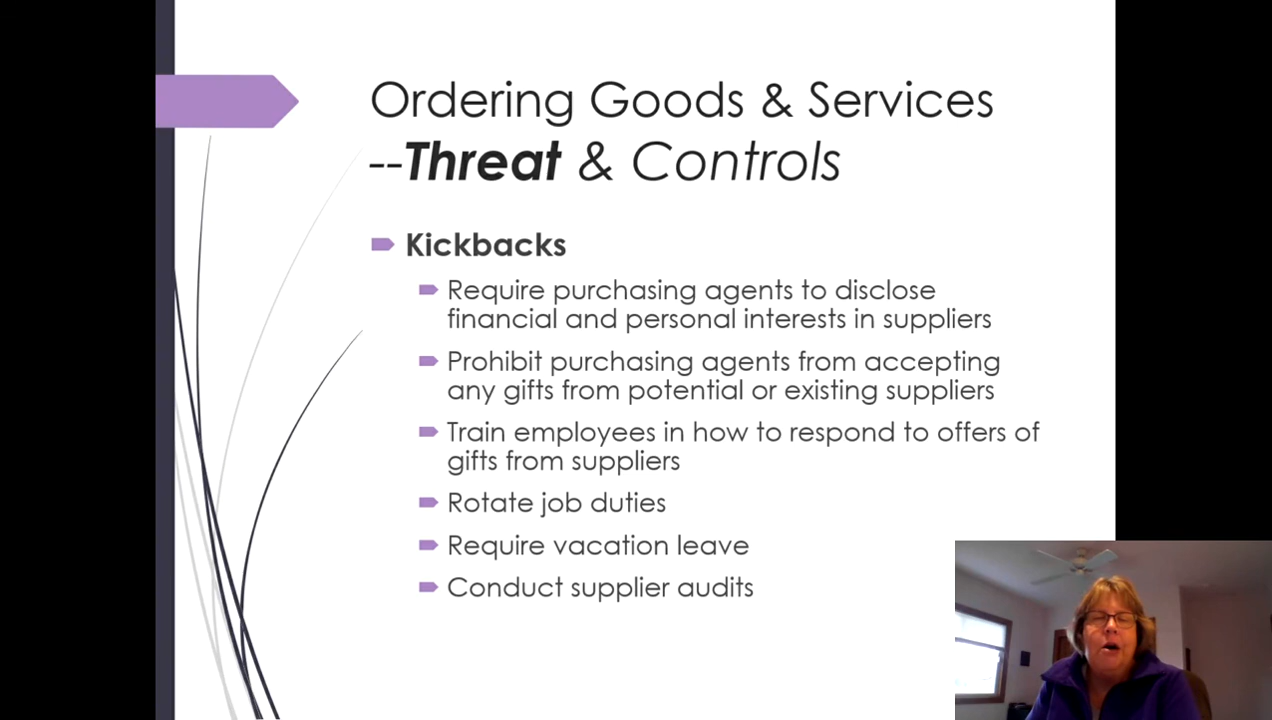 Ordering Goods & Services
--Threat & Controls
Kickbacks
Require purchasing agents to disclose
financial and personal interests in suppliers
Prohibit purchasing agents from accepting
any gifts from potential or existing suppliers
Train employees in how to respond to offers of
gifts from suppliers
Rotate job duties
Require vacation leave
Conduct supplier audits